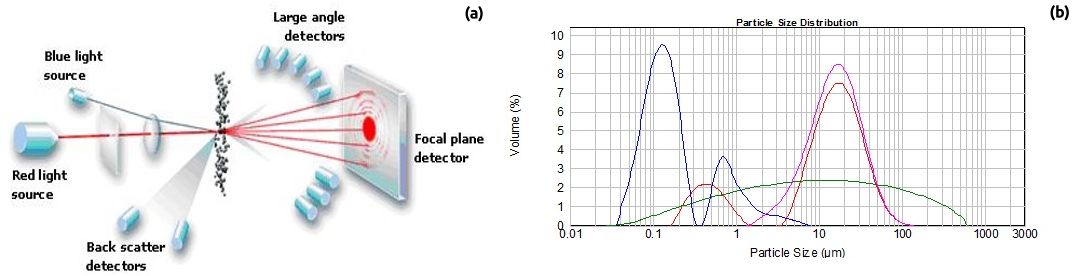 (a)
Large angle
detectors
Blue light
source
Red light
source
Back scatter
detectors
Focal plane
detector
(b)
Particle Size Distribution
Volume (%)
10
9
8
7
6
5
4
3
2
1
0
0.01 0.1 1 10 100 1000 3000
Particle Size (µm)